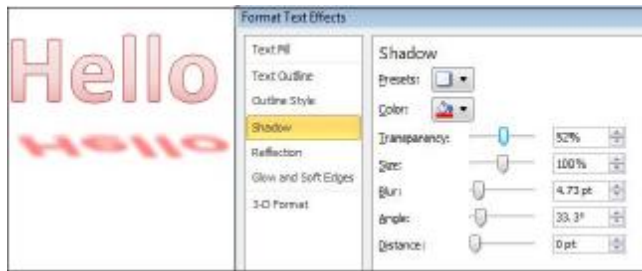 Hello
Hello
Format Text Effects
Text Fill
Text Outline
Outline Style
Shadow
Reflection
Glow and Soft Edges
3-D Format
Shadow
Presets:
Color:
Transparency: 52%
Size: 100%
Blur: 4.73 pt
Angle: 33.3°
Distance: 0 pt